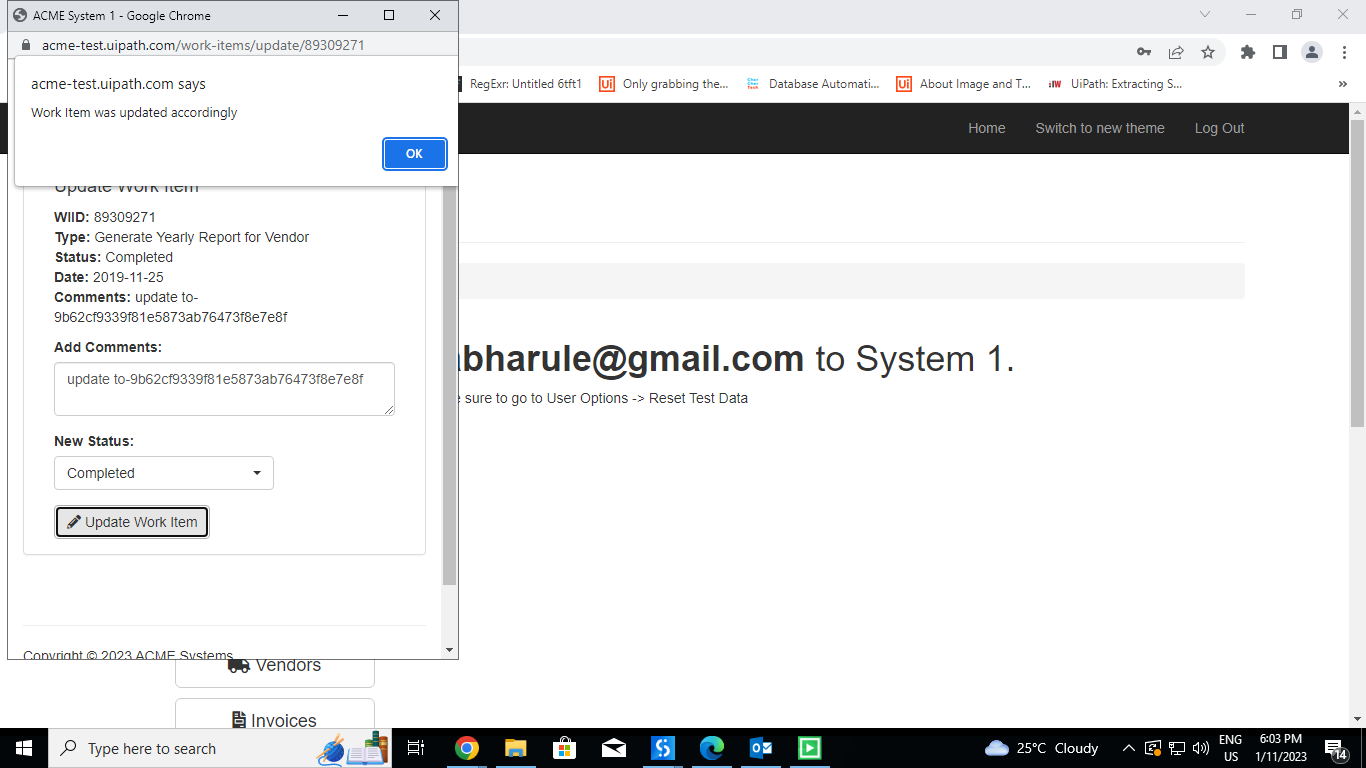 ACME System 1 - Google Chrome
acme-test.uipath.com/work-items/update/89309271
acme-test.uipath.com says
Work Item was updated accordingly
OK
RegExr: Untitled 6tft1
Only grabbing the...
Database Automati...
About Image and T...
UiPath: Extracting S...
»
Home
Switch to new theme
Log Out
Update Work Item
WIID: 89309271
Type: Generate Yearly Report for Vendor
Status: Completed
Date: 2019-11-25
Comments: update to-
9b62cf9339f81e5873ab76473f8e7e8f
Add Comments:
update to-9b62cf9339f81e5873ab76473f8e7e8f
New Status:
Completed
Update Work Item
Copyright © 2023 ACME Systems
abharule@gmail.com to System 1.
sure to go to User Options -> Reset Test Data
Vendors
Invoices
Type here to search
25°C Cloudy
ENG
US
6:03 PM
1/11/2023
14